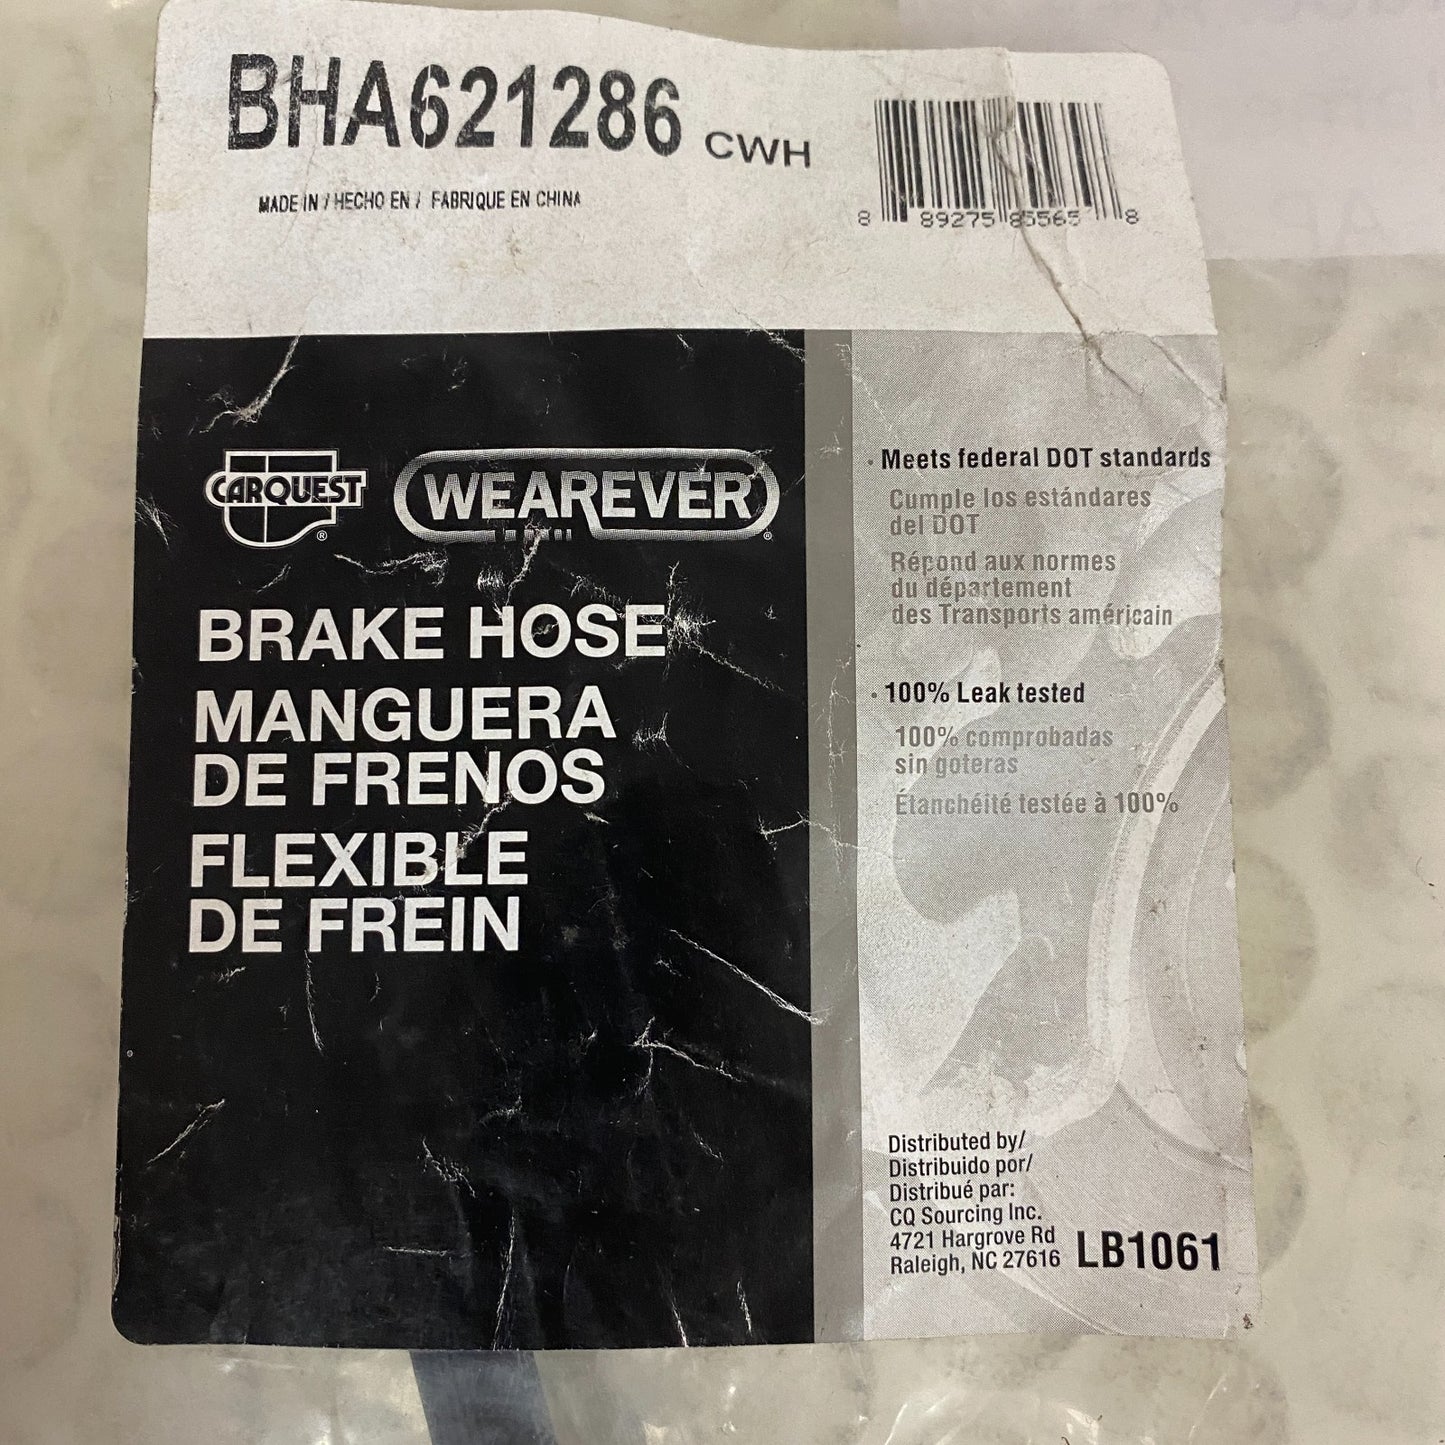 BHA621286 CWH
MADE IN / HECHO EN / FABRIQUE EN CHINA
8 89275 85565 8
CARQUEST ®
WEAREVER ®
BRAKE HOSE
MANGUERA
DE FRENOS
FLEXIBLE
DE FREIN
· Meets federal DOT standards
Cumple los estándares
del DOT
Répond aux normes
du département
des Transports américain
· 100% Leak tested
100% comprobadas
sin goteras
Étanchéité testée à 100%
Distributed by/
Distribuido por/
Distribué par:
CQ Sourcing Inc.
4721 Hargrove Rd
Raleigh, NC 27616
LB1061